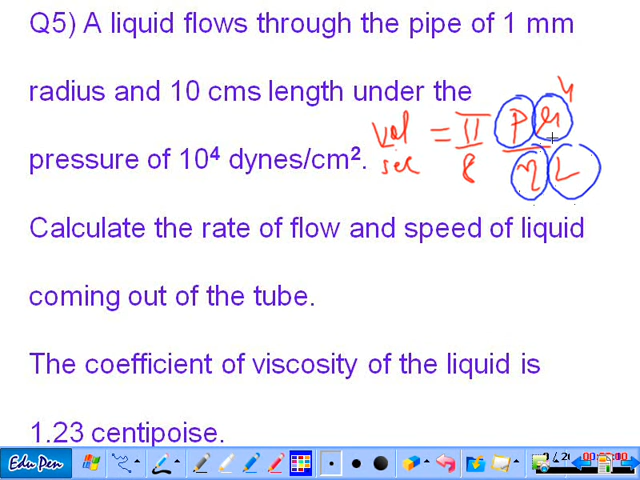 Q5) A liquid flows through the pipe of 1 mm
radius and 10 cms length under the
pressure of 10⁴ dynes/cm².
Vol/sec = π/8 Pr⁴/ηL
Calculate the rate of flow and speed of liquid
coming out of the tube.
The coefficient of viscosity of the liquid is
1.23 centipoise.
Edu Pen